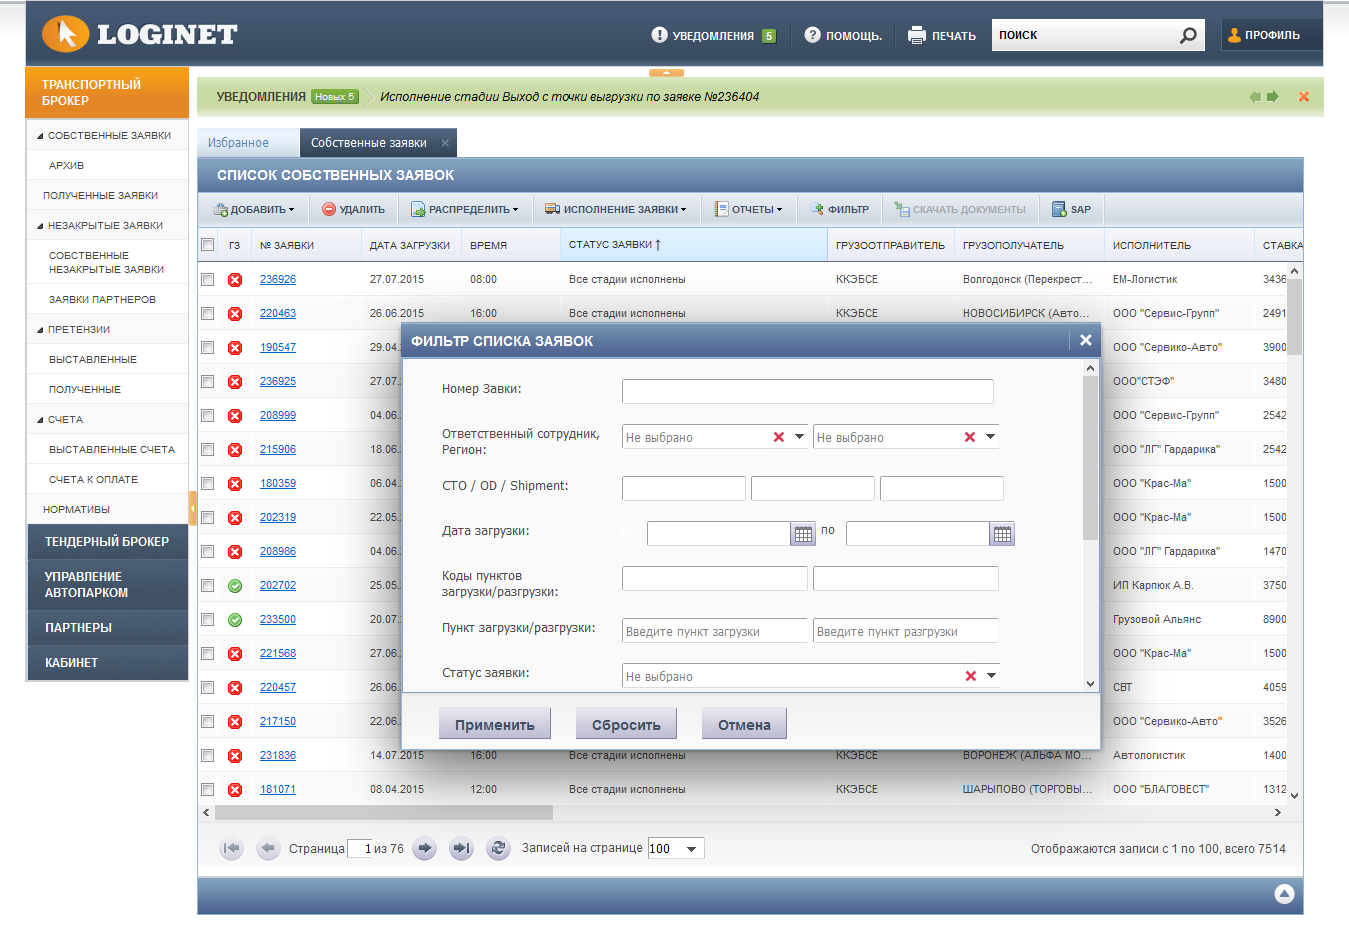 LOGINET
УВЕДОМЛЕНИЯ 5
ПОМОЩЬ.
ПЕЧАТЬ
ПОИСК
ПРОФИЛЬ
ТРАНСПОРТНЫЙ
БРОКЕР
СОБСТВЕННЫЕ ЗАЯВКИ
АРХИВ
ПОЛУЧЕННЫЕ ЗАЯВКИ
НЕЗАКРЫТЫЕ ЗАЯВКИ
СОБСТВЕННЫЕ
НЕЗАКРЫТЫЕ ЗАЯВКИ
ЗАЯВКИ ПАРТНЕРОВ
ПРЕТЕНЗИИ
ВЫСТАВЛЕННЫЕ
ПОЛУЧЕННЫЕ
СЧЕТА
ВЫСТАВЛЕННЫЕ СЧЕТА
СЧЕТА К ОПЛАТЕ
НОРМАТИВЫ
ТЕНДЕРНЫЙ БРОКЕР
УПРАВЛЕНИЕ
АВТОПАРКОМ
ПАРТНЕРЫ
КАБИНЕТ
УВЕДОМЛЕНИЯ Новых 5 Исполнение стадии Выход с точки выгрузки по заявке №236404
Избранное
Собственные заявки
СПИСОК СОБСТВЕННЫХ ЗАЯВОК
ДОБАВИТЬ УДАЛИТЬ РАСПРЕДЕЛИТЬ ИСПОЛНЕНИЕ ЗАЯВКИ ОТЧЕТЫ ФИЛЬТР СКАЧАТЬ ДОКУМЕНТЫ SAP
ГЗ № ЗАЯВКИ ДАТА ЗАГРУЗКИ ВРЕМЯ СТАТУС ЗАЯВКИ ↑ ГРУЗООТПРАВИТЕЛЬ ГРУЗОПОЛУЧАТЕЛЬ ИСПОЛНИТЕЛЬ СТАВКА
236926 27.07.2015 08:00 Все стадии исполнены ККЭБСЕ Волгодонск (Перекрест... ЕМ-Логистик 3436
220463 26.06.2015 16:00 Все стадии исполнены ККЭБСЕ НОВОСИБИРСК (Авто... ООО "Сервис-Групп" 2491
190547 29.04. ООО "Сервико-Авто" 3900
236925 27.07. ООО"СТЭФ" 3480
208999 04.06. ООО "Сервис-Групп" 2542
215906 18.06. ООО "ЛГ" Гардарика" 2542
180359 06.04. ООО "Крас-Ма" 1500
202319 22.05. ООО "Крас-Ма" 1500
208986 04.06. ООО "ЛГ" Гардарика" 1470
202702 25.05. ИП Карпюк А.В. 3750
233500 20.07. Грузовой Альянс 8900
221568 27.06. ООО "Крас-Ма" 1500
220457 26.06. СВТ 4059
217150 22.06. ООО "Сервико-Авто" 3526
231836 14.07.2015 16:00 Все стадии исполнены ККЭБСЕ ВОРОНЕЖ (АЛЬФА МО... Автологистик 1400
181071 08.04.2015 12:00 Все стадии исполнены ККЭБСЕ ШАРЫПОВО (ТОРГОВЫ... ООО "БЛАГОВЕСТ" 1312
ФИЛЬТР СПИСКА ЗАЯВОК
Номер Завки:
Ответственный сотрудник,
Регион:
Не выбрано Не выбрано
СТО / OD / Shipment:
Дата загрузки: по
Коды пунктов
загрузки/разгрузки:
Пункт загрузки/разгрузки: Введите пункт загрузки Введите пункт разгрузки
Статус заявки: Не выбрано
Применить Сбросить Отмена
Страница 1 из 76 Записей на странице 100 Отображаются записи с 1 по 100, всего 7514